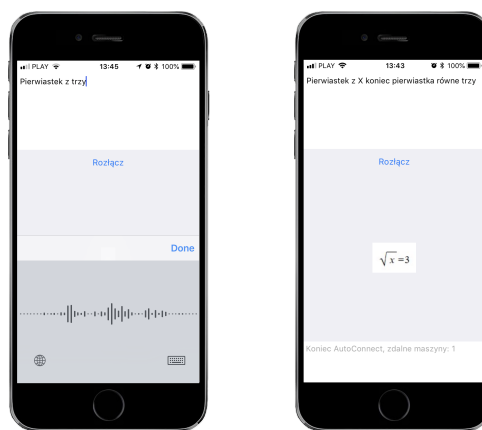 PLAY 13:45 100%
Pierwiastek z trzy
Rozłącz
Done
PLAY 13:43 100%
Pierwiastek z X koniec pierwiastka równe trzy
Rozłącz
√x =3
Koniec AutoConnect, zdalne maszyny: 1